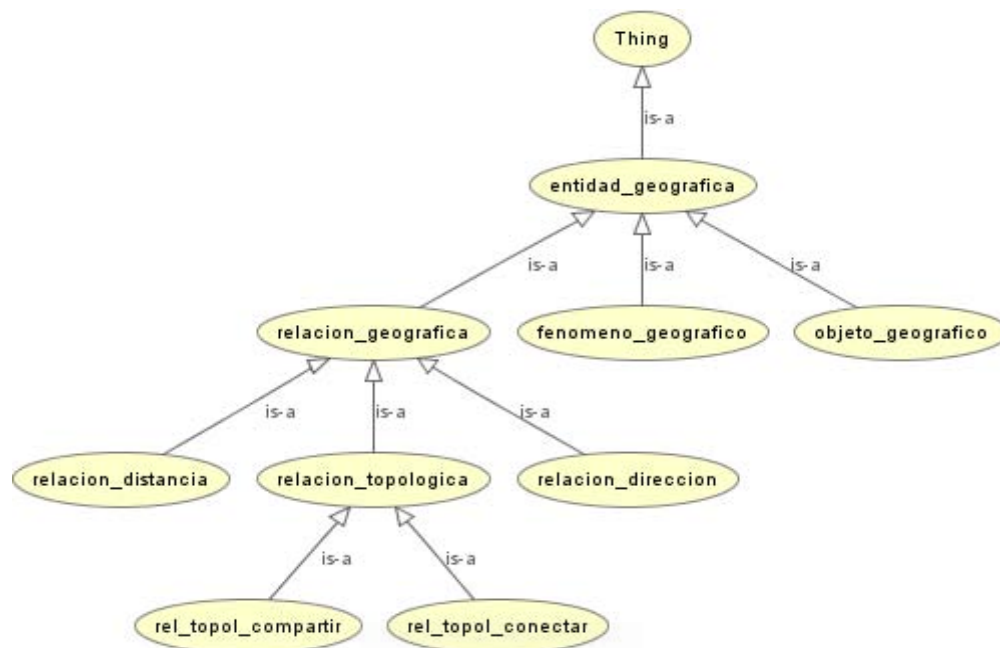 Thing
is-a
entidad_geografica
is-a
is-a
is-a
relacion_geografica
fenomeno_geografico
objeto_geografico
is-a
is-a
is-a
relacion_distancia
relacion_topologica
relacion_direccion
is-a
is-a
rel_topol_compartir
rel_topol_conectar